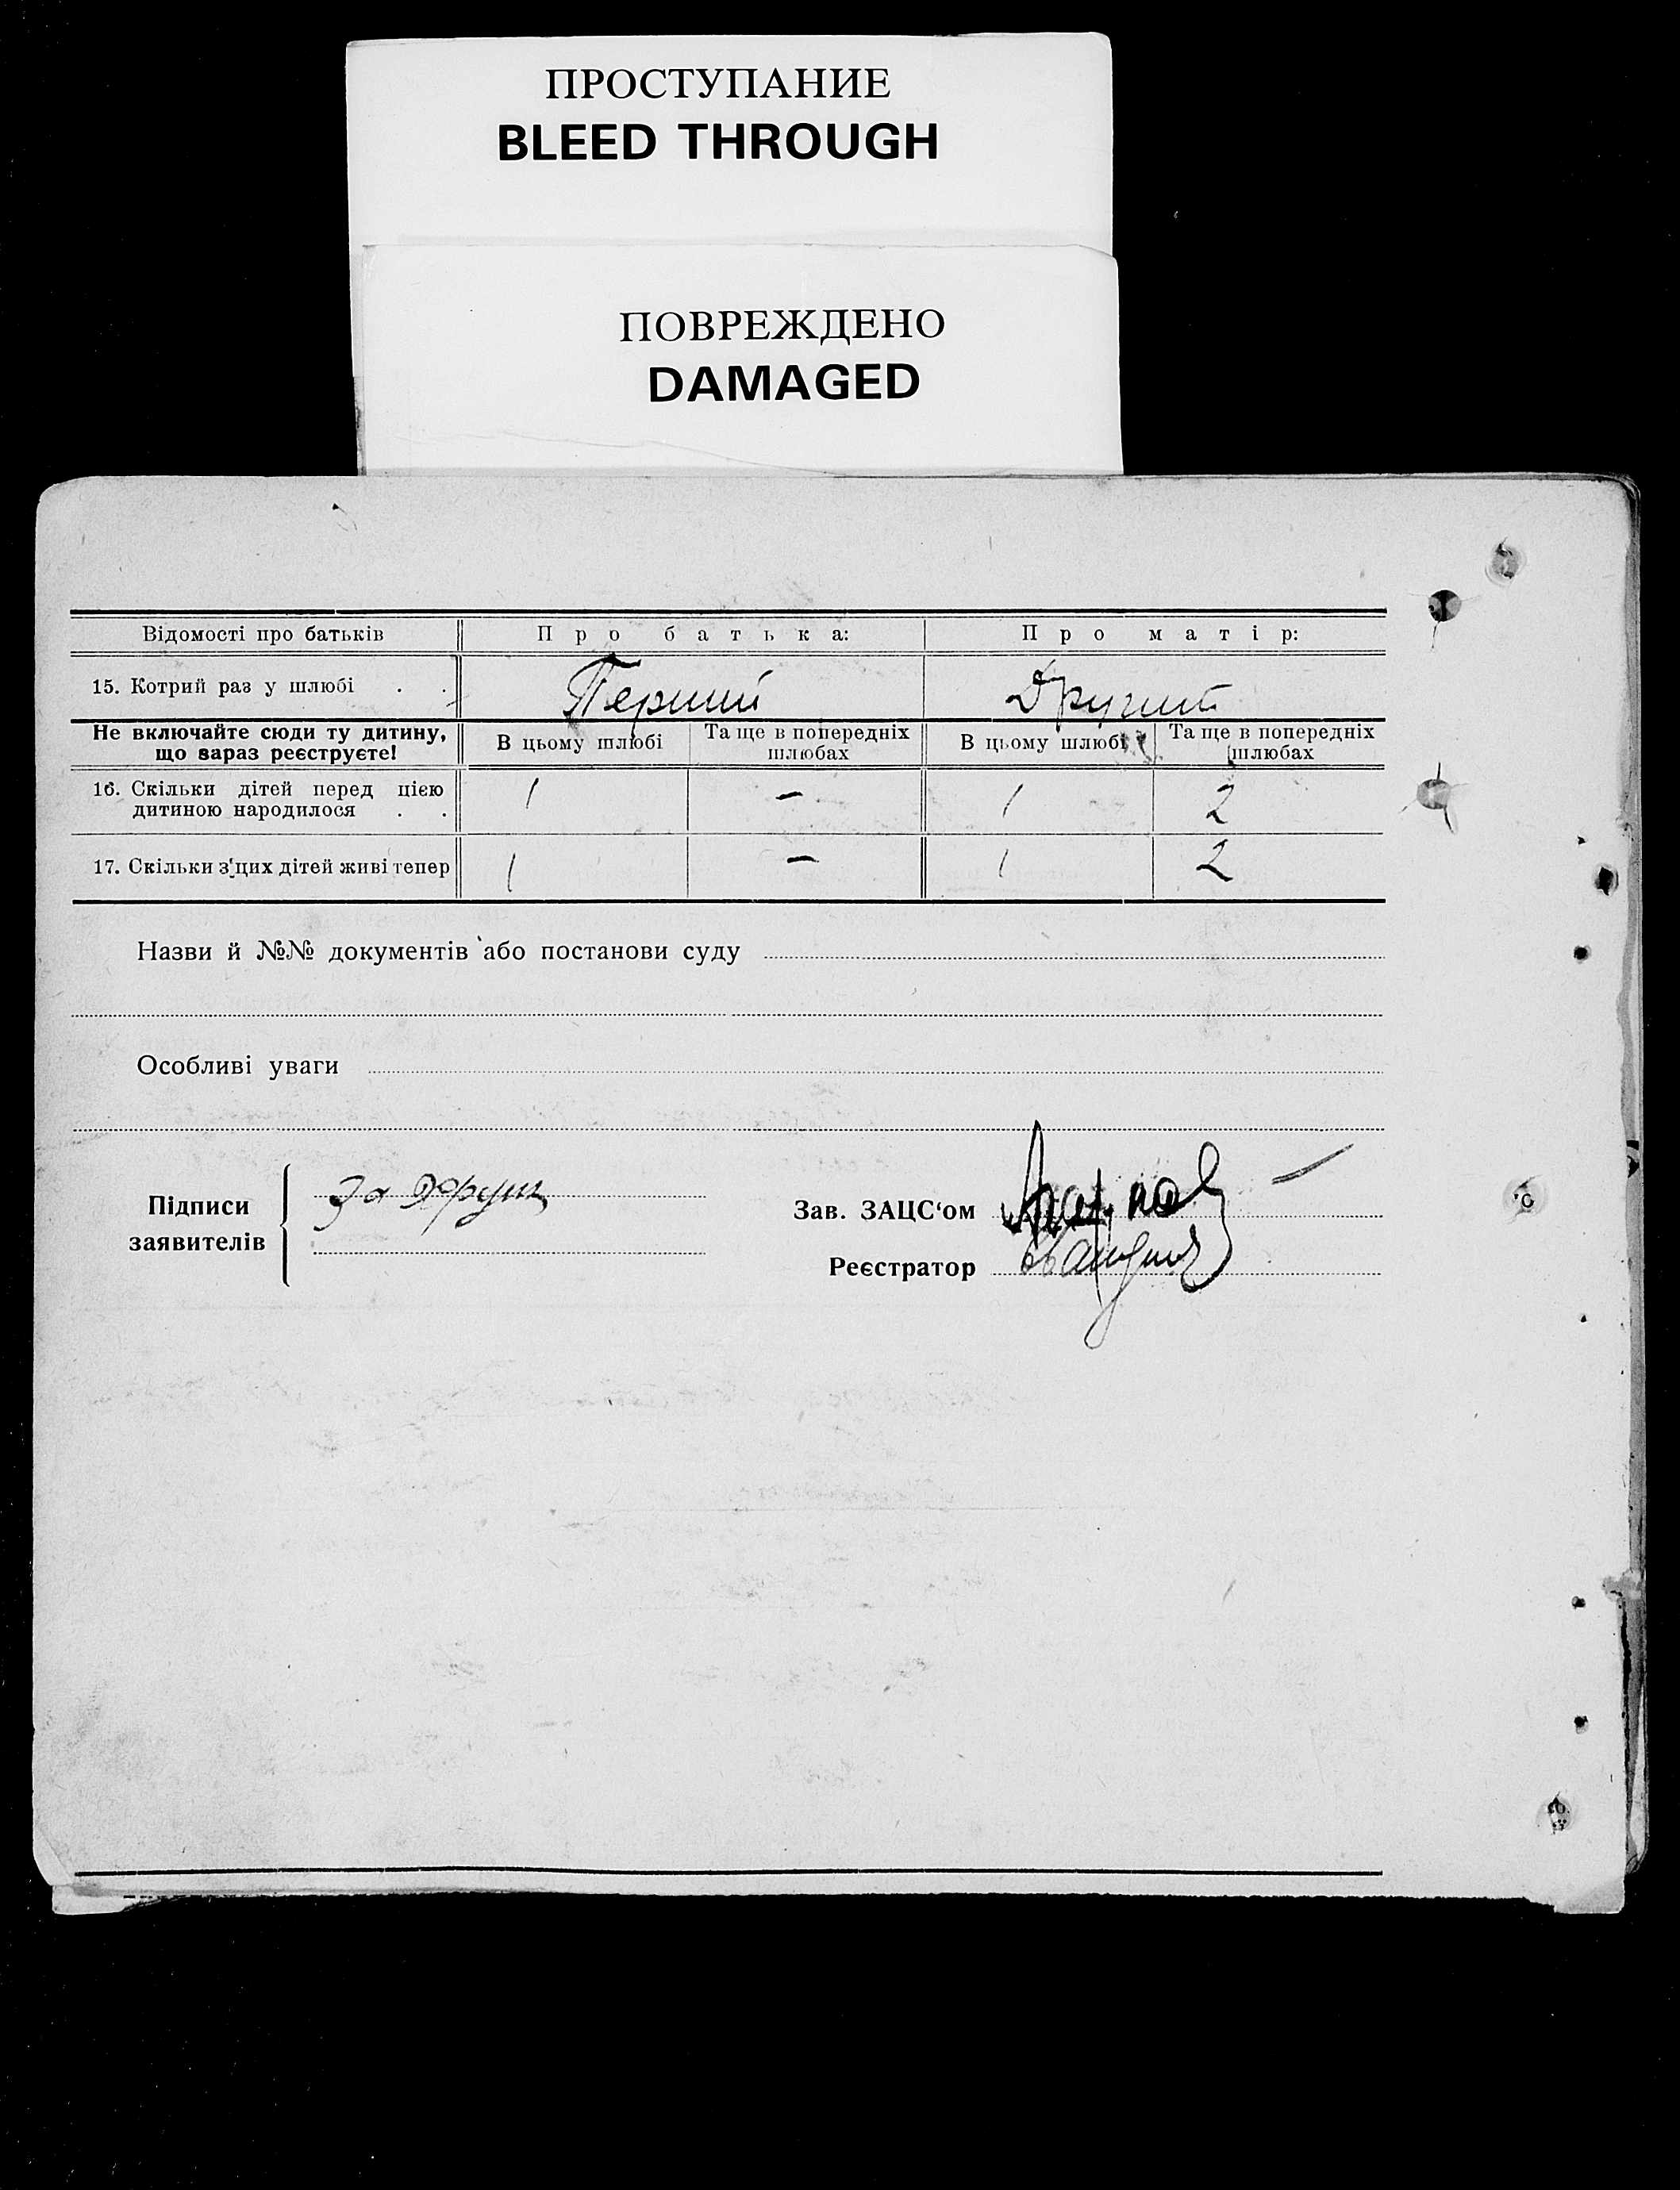 ПРОСТУПАНИЕ
BLEED THROUGH
ПОВРЕЖДЕНО
DAMAGED
Відомості про батьків Про батька: Про матір:
15. Котрий раз у шлюбі . . Перший Другий
Не включайте сюди ту дитину, що зараз реєструєте! В цьому шлюбі Та ще в попередніх шлюбах В цьому шлюбі Та ще в попередніх шлюбах
16. Скільки дітей перед цією дитиною народилося . . 1 – 1 2
17. Скільки з цих дітей живі тепер 1 – 1 2
Назви й №№ документів або постанови суду
Особливі уваги
Підписи заявителів За
Зав. ЗАЦС'ом
Реєстратор